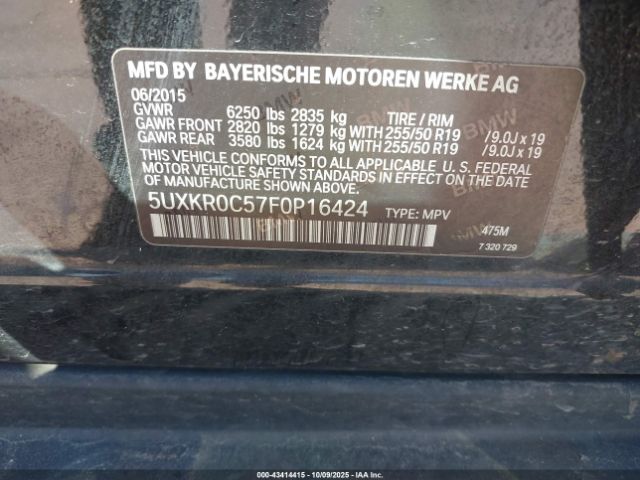 MFD BY BAYERISCHE MOTOREN WERKE AG
06/2015
GVWR 6250 lbs 2835 kg TIRE / RIM
GAWR FRONT 2820 lbs 1279 kg WITH 255/50 R19 /9.0J x 19
GAWR REAR 3580 lbs 1624 kg WITH 255/50 R19 /9.0J x 19
THIS VEHICLE CONFORMS TO ALL APPLICABLE U. S. FEDERAL
MOTOR VEHICLE SAFETY STANDARDS IN EFFECT ON THE DATE
OF MANUFACTURE SHOWN ABOVE.
5UXKR0C57F0P16424 TYPE: MPV
475M
7 320 729
000-43414415 | 10/09/2025 - IAA, Inc.